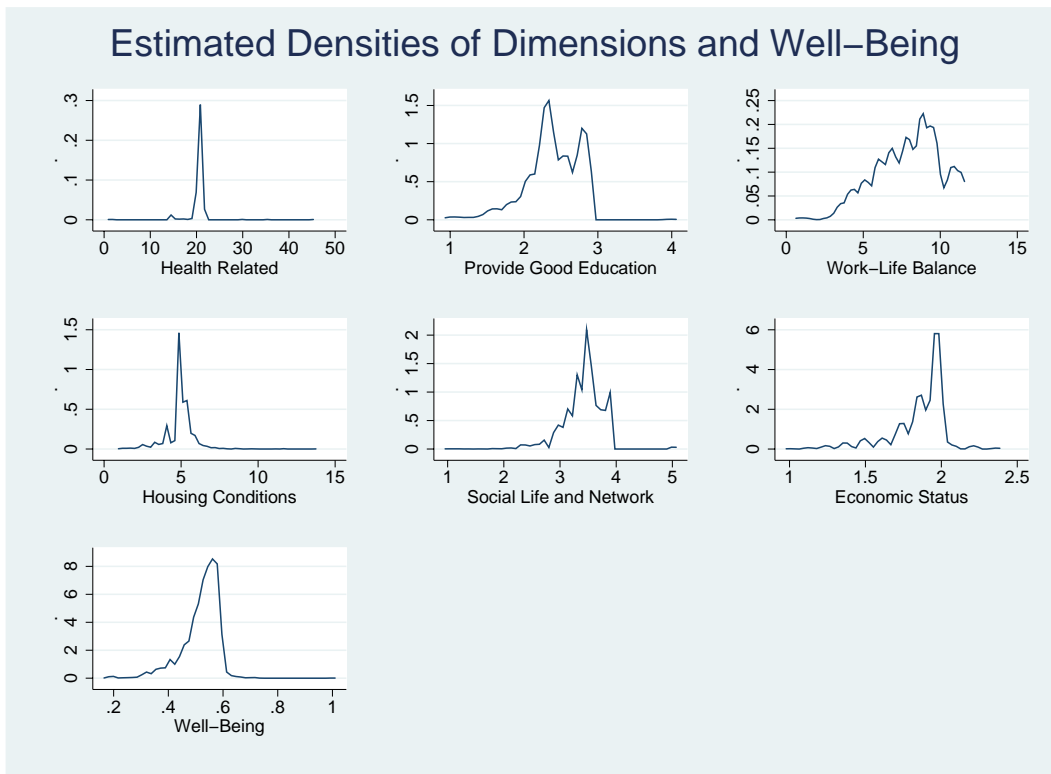 Estimated Densities of Dimensions and Well–Being
0 .1 .2 .3
.
0 10 20 30 40 50
Health Related
0 .5 1 1.5
.
1 2 3 4
Provide Good Education
0 .05 .1 .15 .2 .25
.
0 5 10 15
Work–Life Balance
0 .5 1 1.5
.
0 5 10 15
Housing Conditions
0 .5 1 1.5 2
.
1 2 3 4 5
Social Life and Network
0 2 4 6
.
1 1.5 2 2.5
Economic Status
0 2 4 6 8
.
.2 .4 .6 .8 1
Well–Being